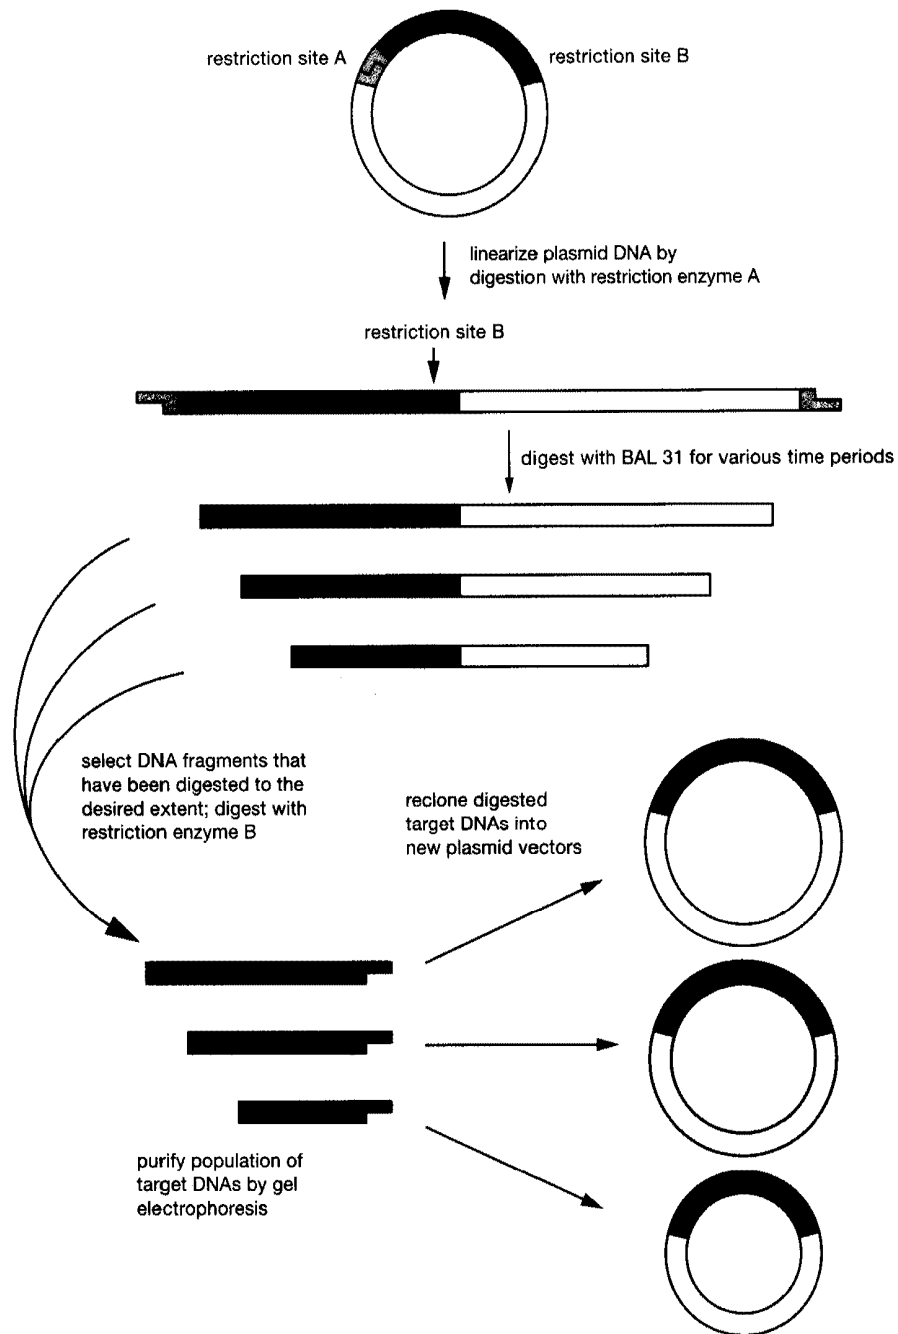 restriction site A
restriction site B
linearize plasmid DNA by
digestion with restriction enzyme A
restriction site B
digest with BAL 31 for various time periods
select DNA fragments that
have been digested to the
desired extent; digest with
restriction enzyme B
reclone digested
target DNAs into
new plasmid vectors
purify population of
target DNAs by gel
electrophoresis